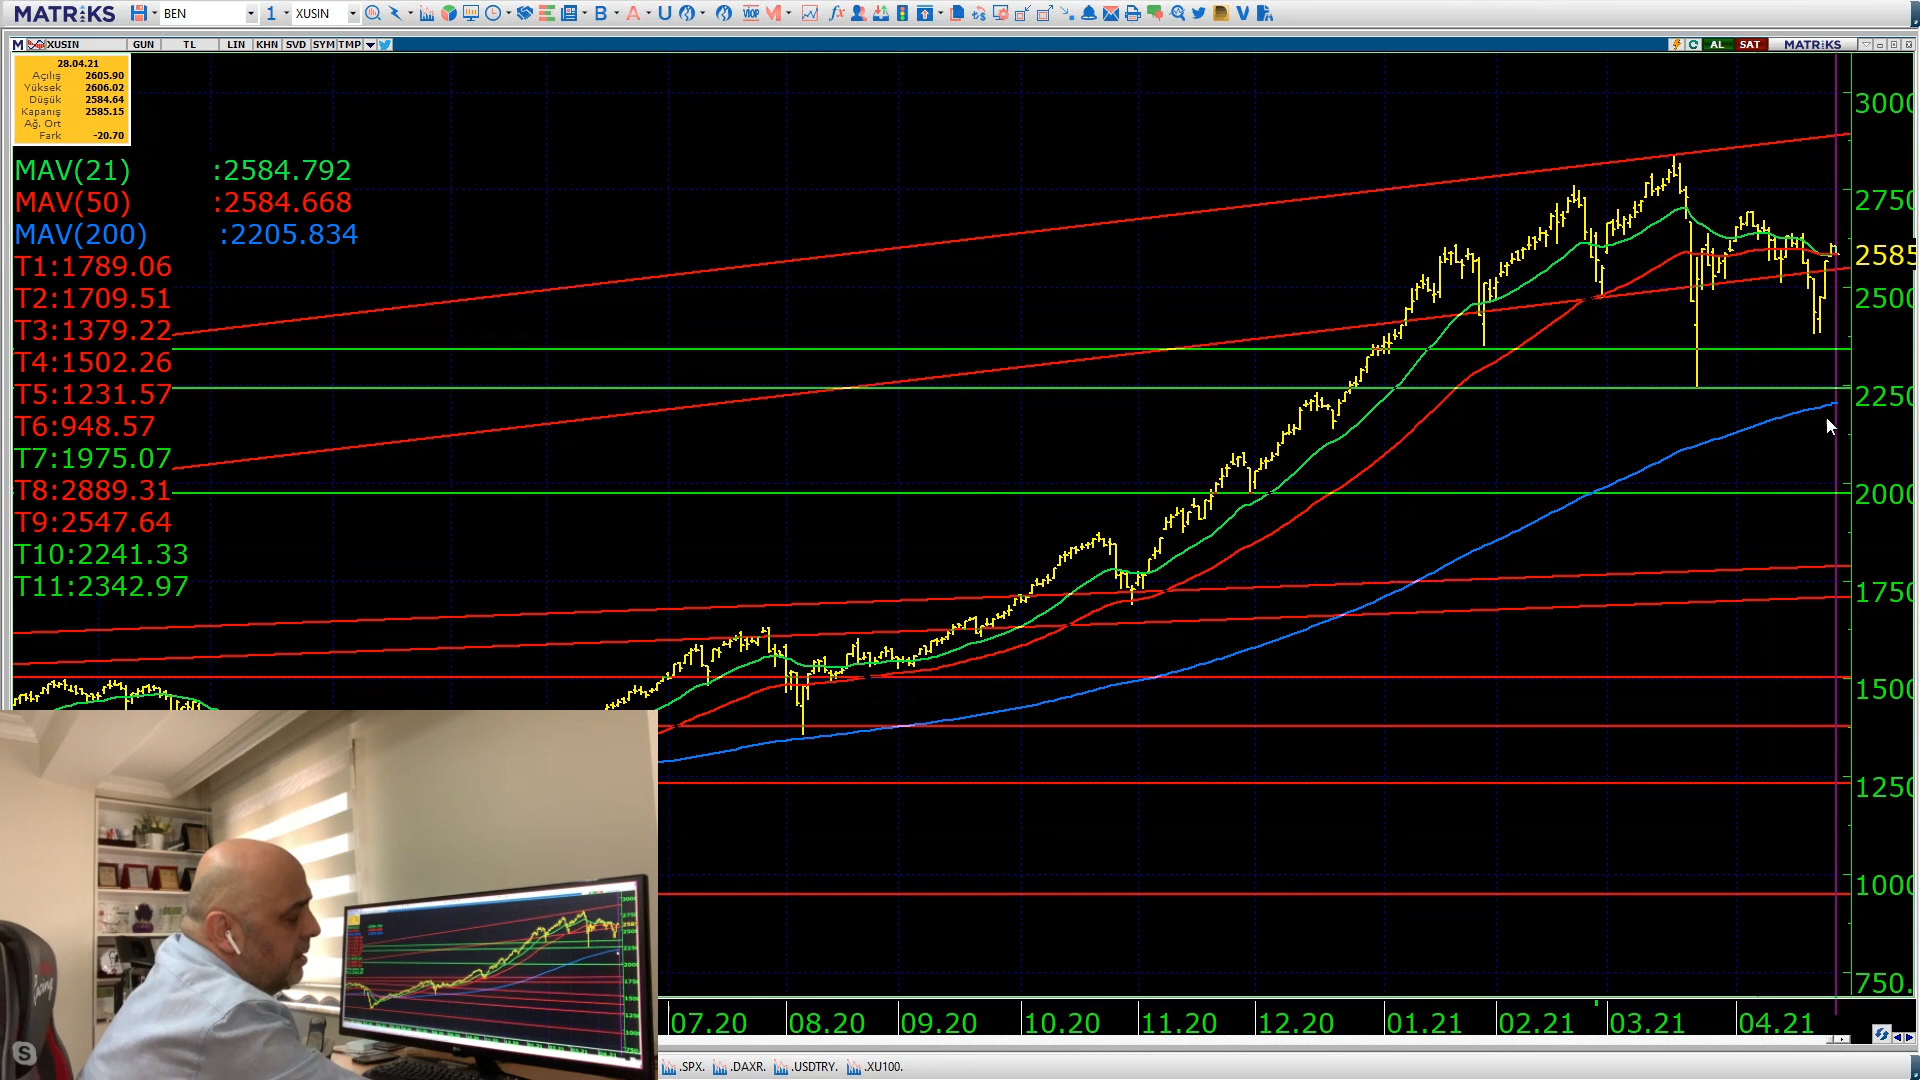 MATRIKS BEN 1 XUSIN B A U VIOP M fx V
M XUSIN GUN TL LIN KHN SVD SYM TMP AL SAT MATRIKS
28.04.21
Açılış 2605.90
Yüksek 2606.02
Düşük 2584.64
Kapanış 2585.15
Ağ. Ort
Fark -20.70
MAV(21) :2584.792
MAV(50) :2584.668
MAV(200) :2205.834
T1:1789.06
T2:1709.51
T3:1379.22
T4:1502.26
T5:1231.57
T6:948.57
T7:1975.07
T8:2889.31
T9:2547.64
T10:2241.33
T11:2342.97
3000
2750
2585
2500
2250
2000
1750
1500
1250
1000
750.
07.20 08.20 09.20 10.20 11.20 12.20 01.21 02.21 03.21 04.21
.SPX. .DAXR. .USDTRY. .XU100.
Racing
S